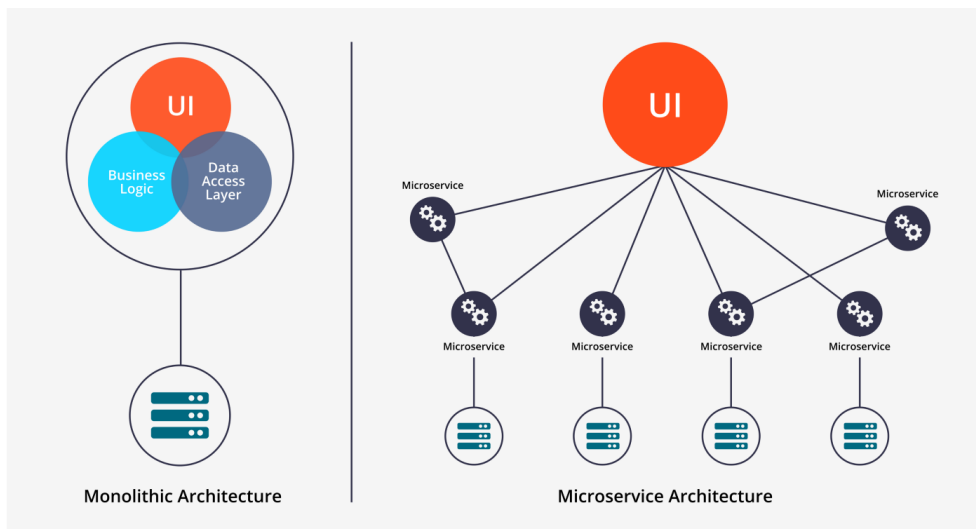 UI
Business
Logic
Data
Access
Layer
Monolithic Architecture
UI
Microservice
Microservice
Microservice
Microservice
Microservice
Microservice
Microservice Architecture